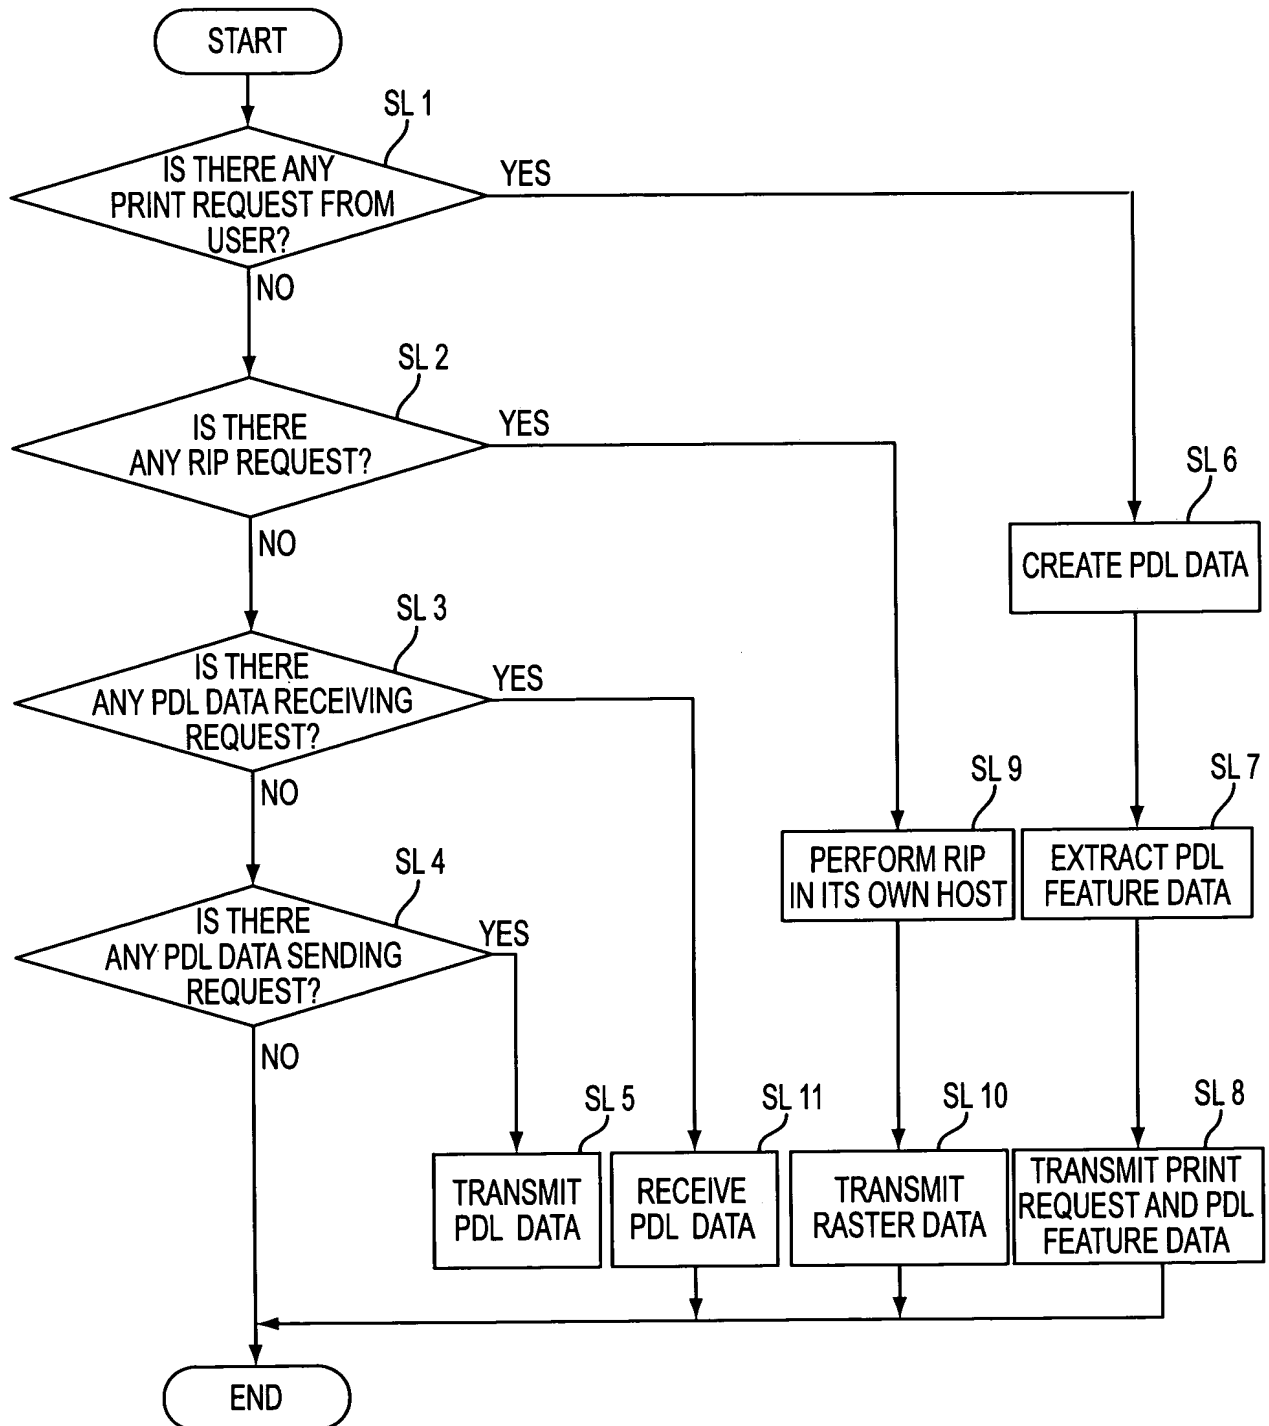 START
SL 1
IS THERE ANY
PRINT REQUEST FROM
USER?
YES
NO
SL 2
IS THERE
ANY RIP REQUEST?
YES
NO
SL 6
CREATE PDL DATA
SL 3
IS THERE
ANY PDL DATA RECEIVING
REQUEST?
YES
NO
SL 9
PERFORM RIP
IN ITS OWN HOST
SL 7
EXTRACT PDL
FEATURE DATA
SL 4
IS THERE
ANY PDL DATA SENDING
REQUEST?
YES
NO
SL 5
TRANSMIT
PDL DATA
SL 11
RECEIVE
PDL DATA
SL 10
TRANSMIT
RASTER DATA
SL 8
TRANSMIT PRINT
REQUEST AND PDL
FEATURE DATA
END